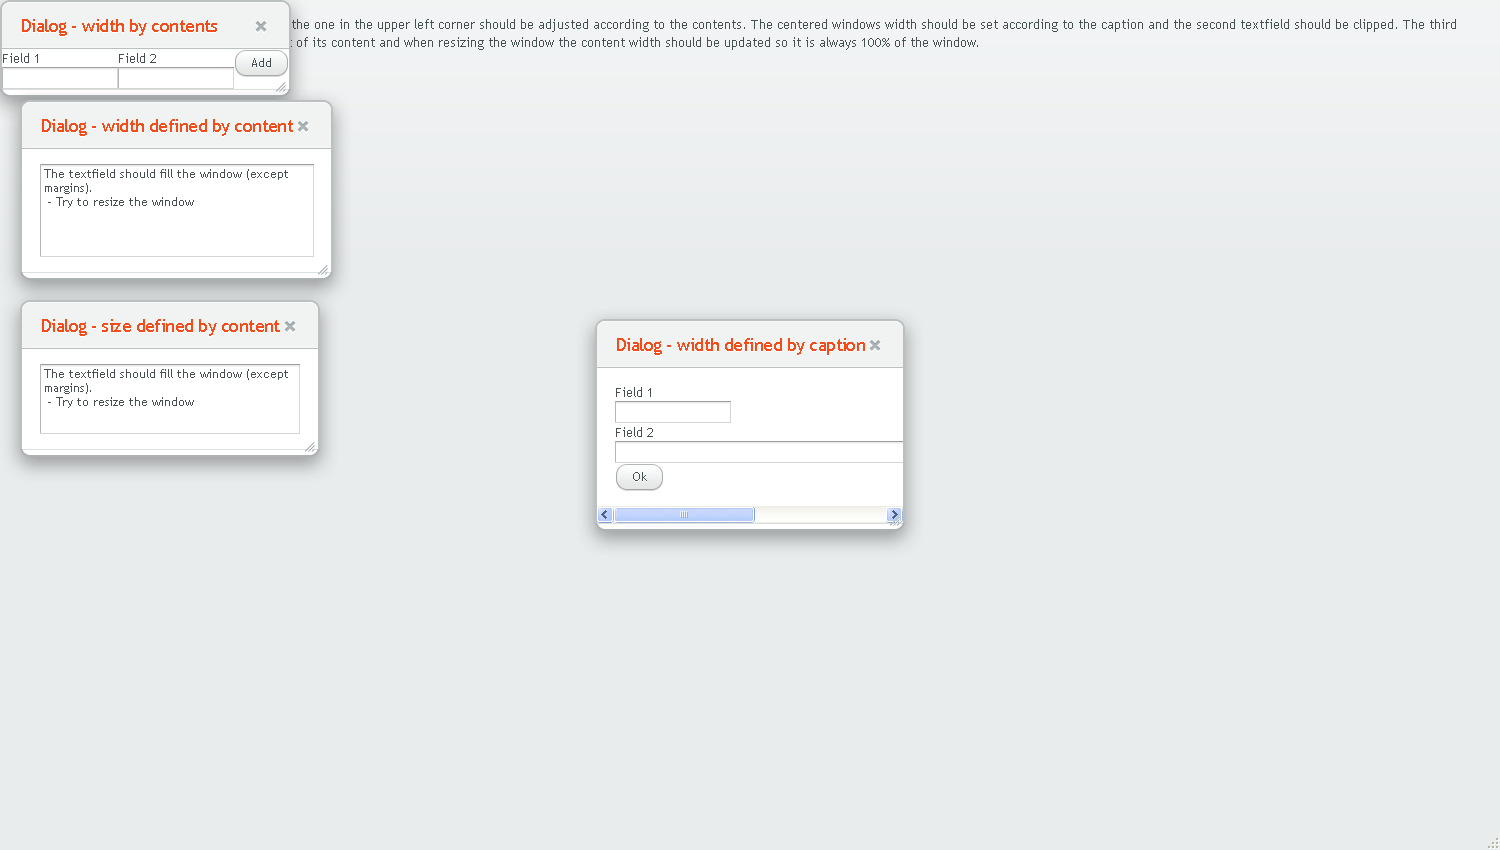 Dialog - width by contents
the one in the upper left corner should be adjusted according to the contents. The centered windows width should be set according to the caption and the second textfield should be clipped. The third
of its content and when resizing the window the content width should be updated so it is always 100% of the window.
Field 1 Field 2 Add
Dialog - width defined by content
The textfield should fill the window (except
margins).
- Try to resize the window
Dialog - size defined by content
The textfield should fill the window (except
margins).
- Try to resize the window
Dialog - width defined by caption
Field 1
Field 2
Ok